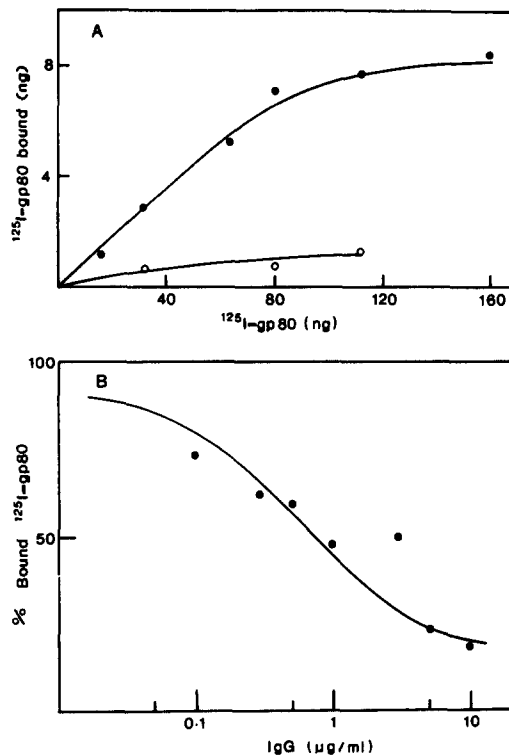 A
8
4
¹²⁵I-gp80 bound (ng)
40
80
120
160
¹²⁵I-gp80 (ng)
B
100
50
% Bound ¹²⁵I-gp80
0·1
1
10
IgG (μg/ml)